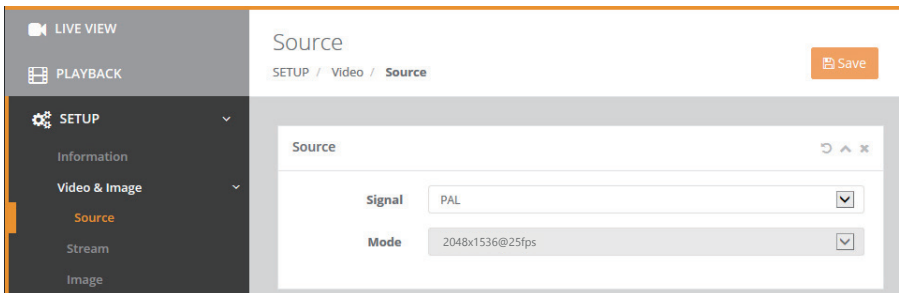 LIVE VIEW
PLAYBACK
SETUP
Information
Video & Image
Source
Stream
Image
Source
SETUP / Video / Source
Save
Source
Signal PAL
Mode 2048x1536@25fps